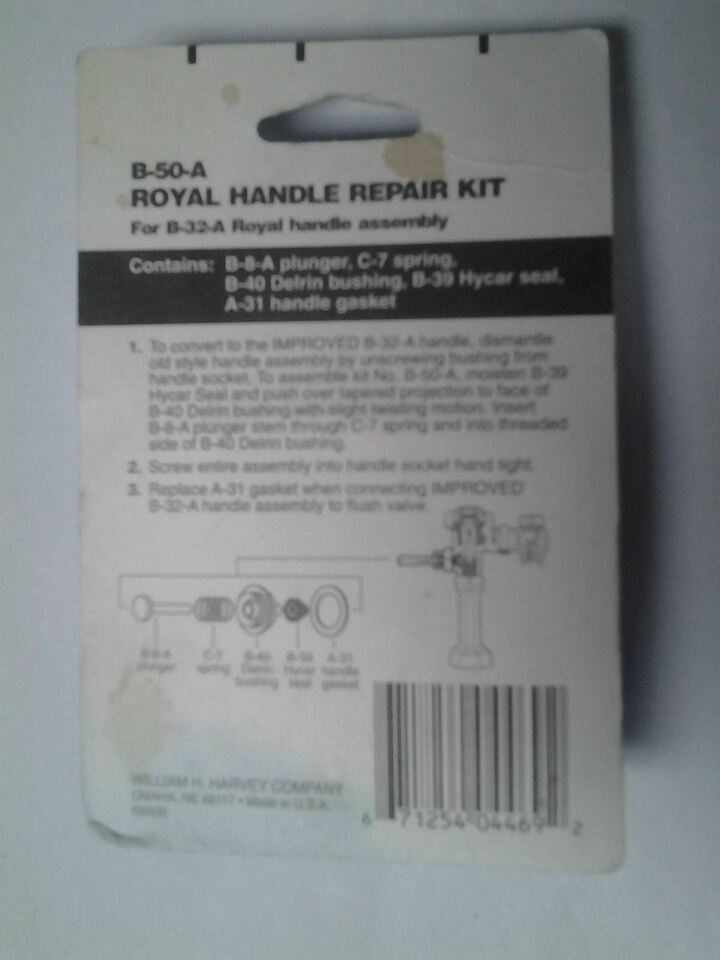 B-50-A
ROYAL HANDLE REPAIR KIT
For B-32-A Royal handle assembly
Contains: B-8-A plunger, C-7 spring,
B-40 Delrin bushing, B-39 Hycar seal,
A-31 handle gasket
1. To convert to the IMPROVED B-32-A handle, dismantle
old style handle assembly by unscrewing bushing from
handle socket. To assemble kit No. B-50-A, moisten B-39
Hycar Seal and push over tapered projection to face of
B-40 Delrin bushing with slight twisting motion. Insert
B-8-A plunger stem through C-7 spring and into threaded
side of B-40 Delrin bushing.
2. Screw entire assembly into handle socket hand tight.
3. Replace A-31 gasket when connecting IMPROVED
B-32-A handle assembly to flush valve.
B-8-A plunger
C-7 spring
B-40 Delrin bushing
B-39 Hycar seal
A-31 handle gasket
WILLIAM H. HARVEY COMPANY
OMAHA, NE 68117 • Made in U.S.A.
6 71254 04469 2